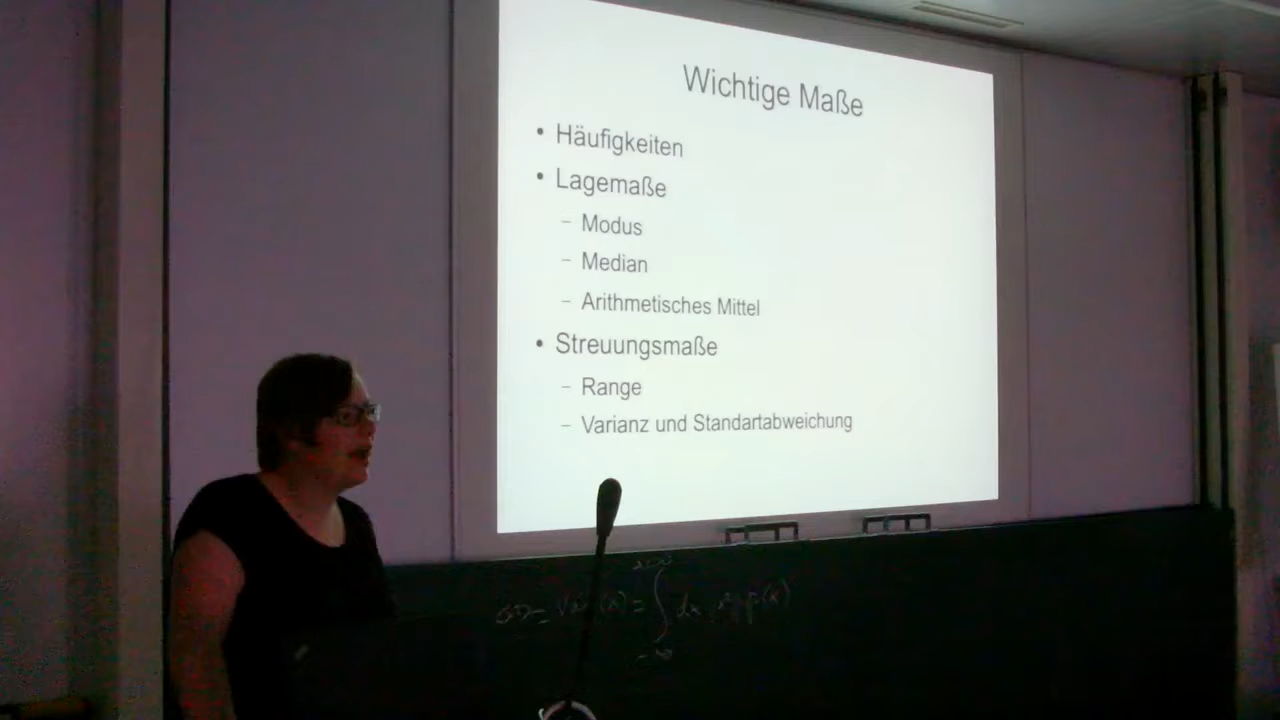 Wichtige Maße
• Häufigkeiten
• Lagemaße
– Modus
– Median
– Arithmetisches Mittel
• Streuungsmaße
– Range
– Varianz und Standartabweichung